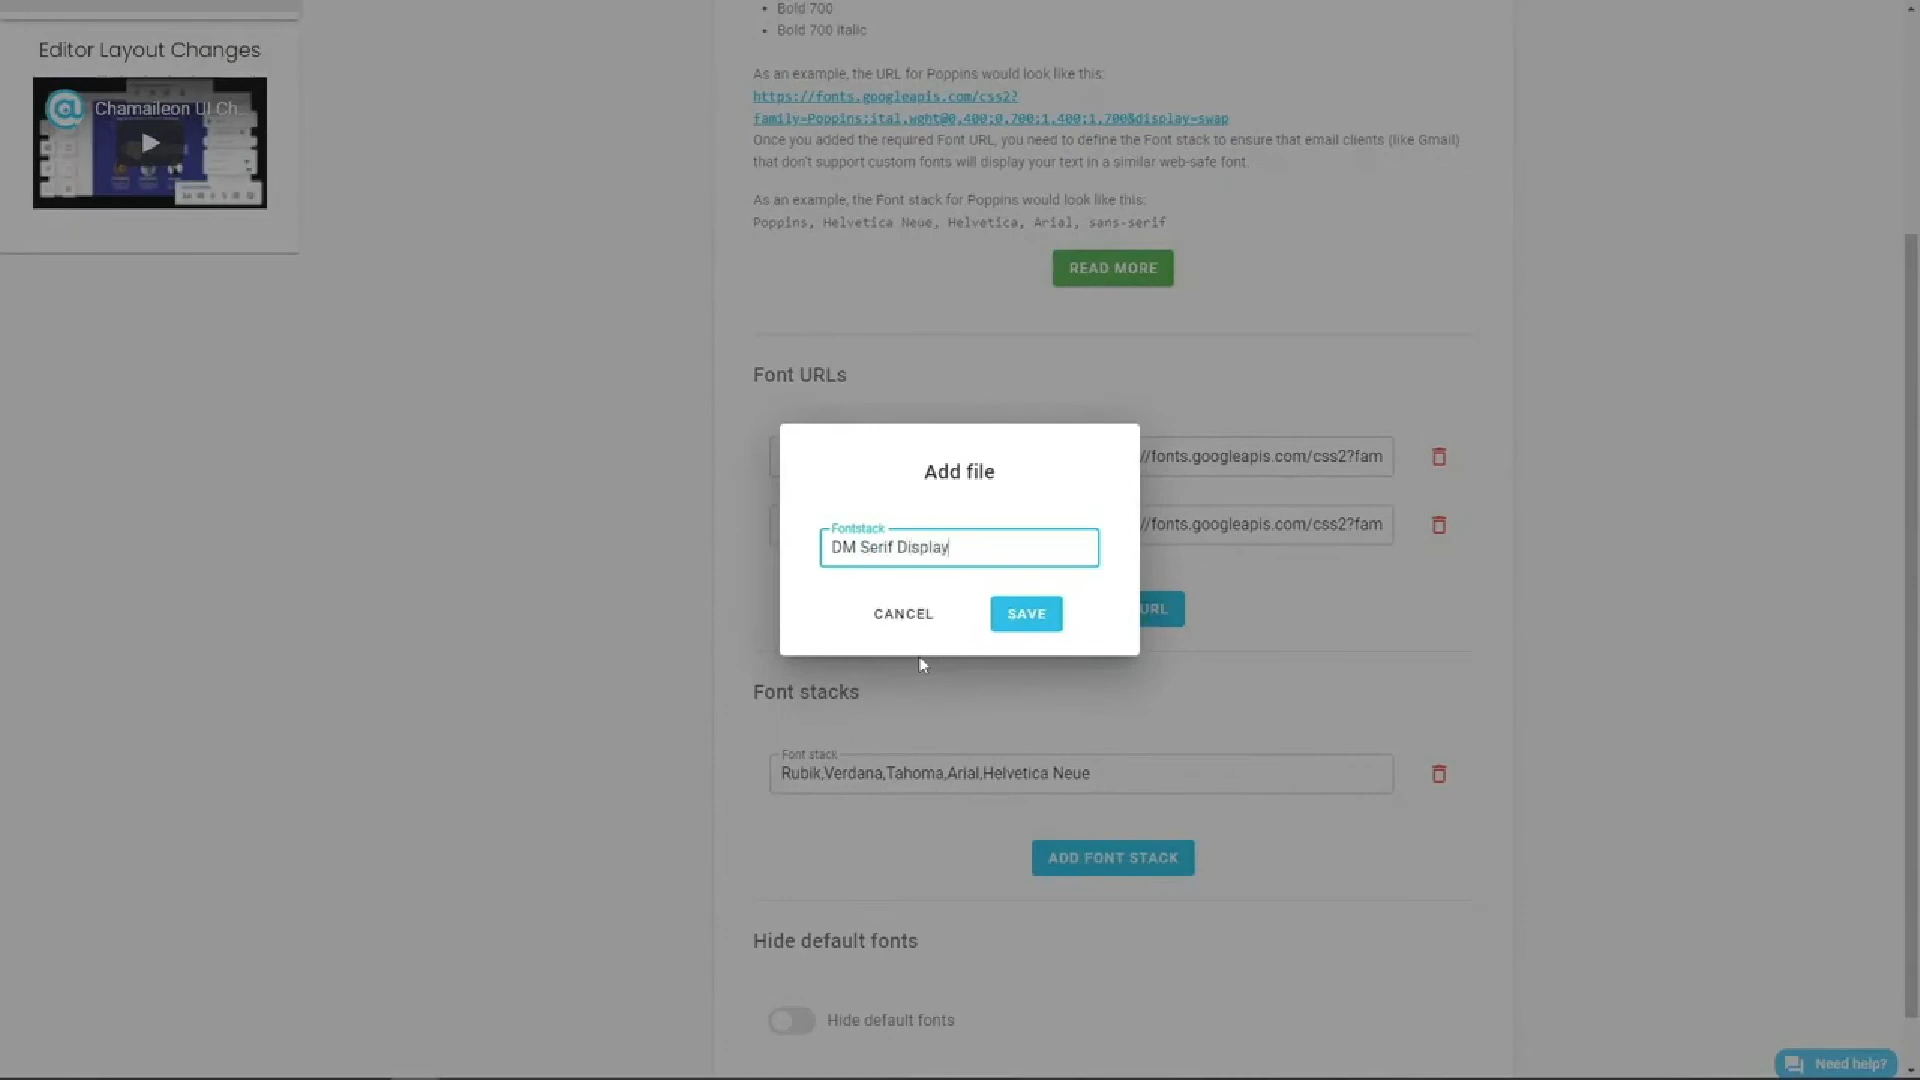 Bold 700
Bold 700 italic
Editor Layout Changes
Chamaileon UI Ch...
As an example, the URL for Poppins would look like this:
https://fonts.googleapis.com/css2?
family=Poppins:ital,wght@0,400;0,700;1,400;1,700&display=swap
Once you added the required Font URL, you need to define the Font stack to ensure that email clients (like Gmail)
that don't support custom fonts will display your text in a similar web-safe font.
As an example, the Font stack for Poppins would look like this:
Poppins, Helvetica Neue, Helvetica, Arial, sans-serif
READ MORE
Font URLs
//fonts.googleapis.com/css2?fam
//fonts.googleapis.com/css2?fam
URL
Add file
Fontstack
DM Serif Display
CANCEL
SAVE
Font stacks
Font stack
Rubik,Verdana,Tahoma,Arial,Helvetica Neue
ADD FONT STACK
Hide default fonts
Hide default fonts
Need help?